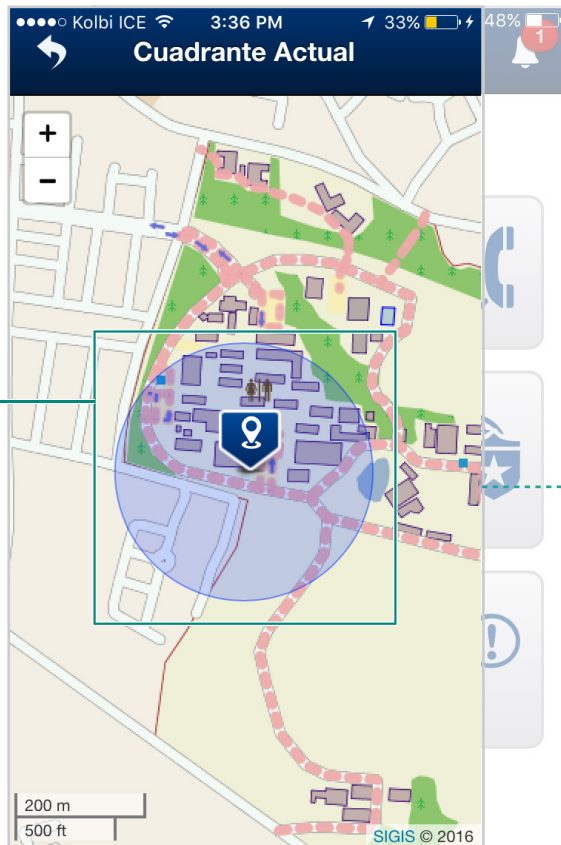 Kolbi ICE 3:36 PM 33%
48%
1
Cuadrante Actual
+
−
200 m
500 ft
SIGIS © 2016